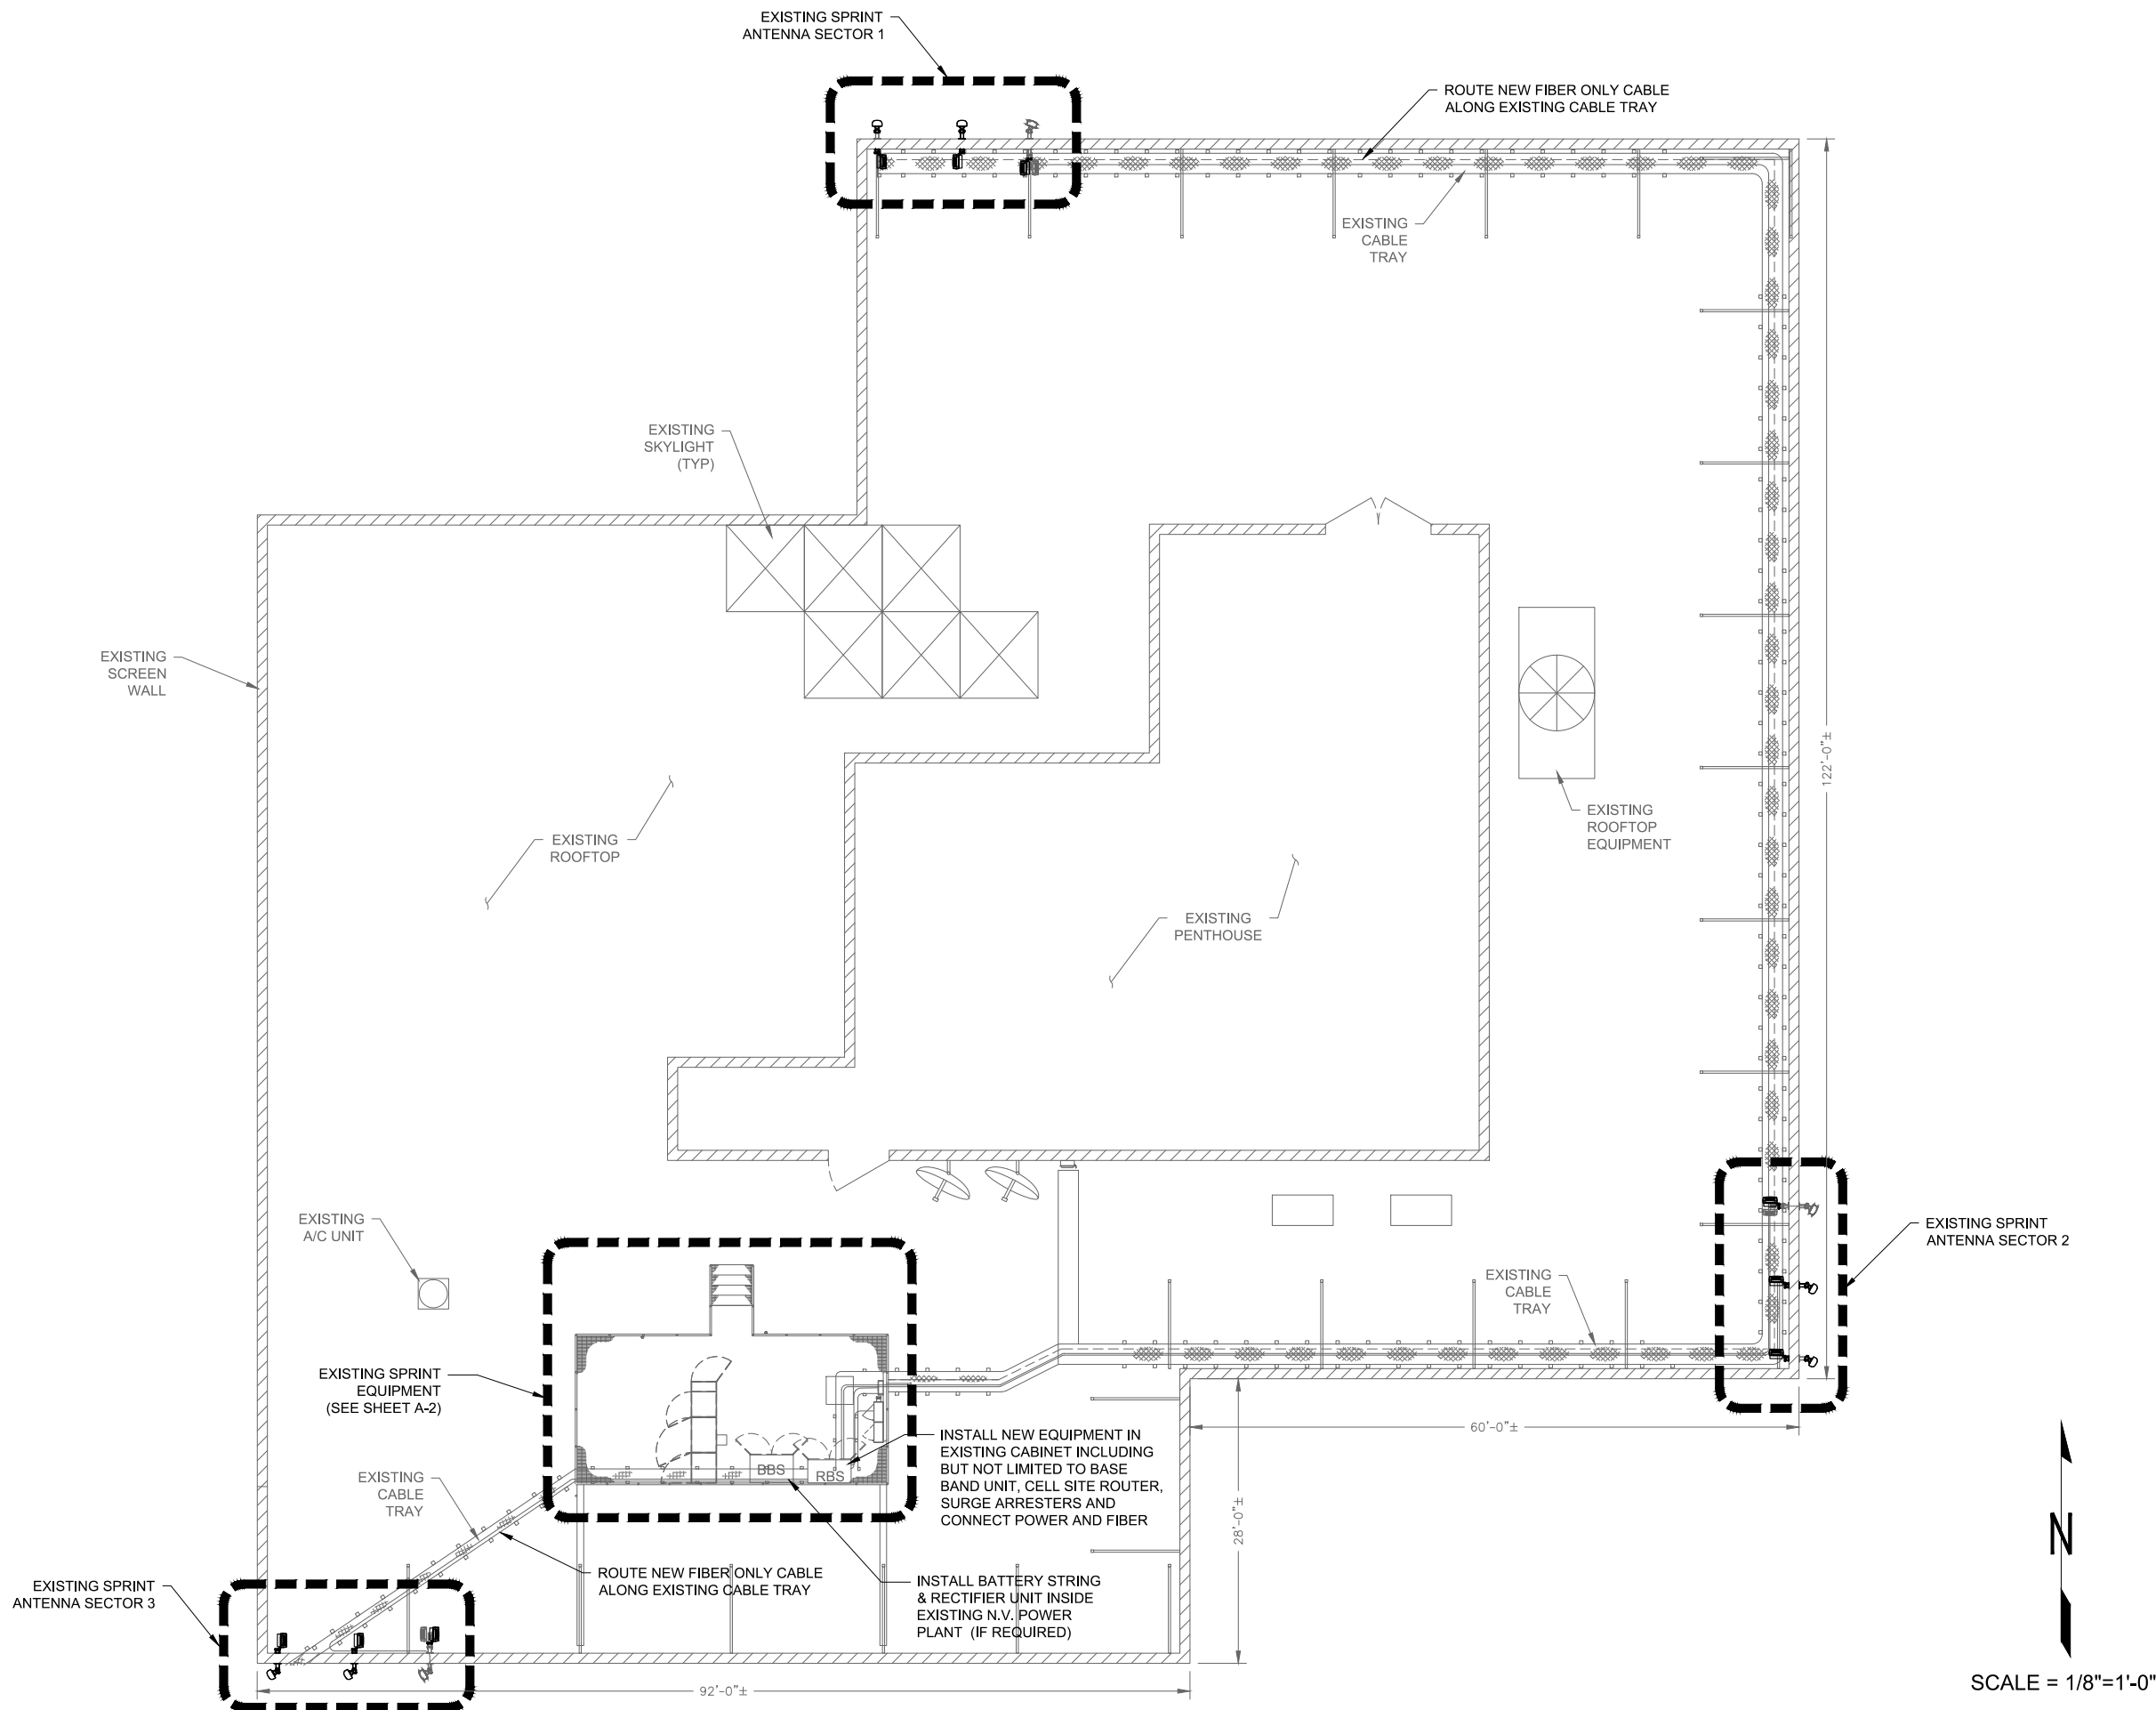 EXISTING SPRINT
ANTENNA SECTOR 1
ROUTE NEW FIBER ONLY CABLE
ALONG EXISTING CABLE TRAY
EXISTING
CABLE
TRAY
EXISTING
SKYLIGHT
(TYP)
EXISTING
SCREEN
WALL
122'-0"±
EXISTING
ROOFTOP
EXISTING
ROOFTOP
EQUIPMENT
EXISTING
PENTHOUSE
EXISTING
A/C UNIT
EXISTING SPRINT
ANTENNA SECTOR 2
EXISTING
CABLE
TRAY
EXISTING SPRINT
EQUIPMENT
(SEE SHEET A-2)
60'-0"±
INSTALL NEW EQUIPMENT IN
EXISTING CABINET INCLUDING
BUT NOT LIMITED TO BASE
BAND UNIT, CELL SITE ROUTER,
SURGE ARRESTERS AND
CONNECT POWER AND FIBER
BBS
RBS
EXISTING
CABLE
TRAY
28'-0"±
N
ROUTE NEW FIBER ONLY CABLE
ALONG EXISTING CABLE TRAY
INSTALL BATTERY STRING
& RECTIFIER UNIT INSIDE
EXISTING N.V. POWER
PLANT (IF REQUIRED)
EXISTING SPRINT
ANTENNA SECTOR 3
92'-0"±
SCALE = 1/8"=1'-0"